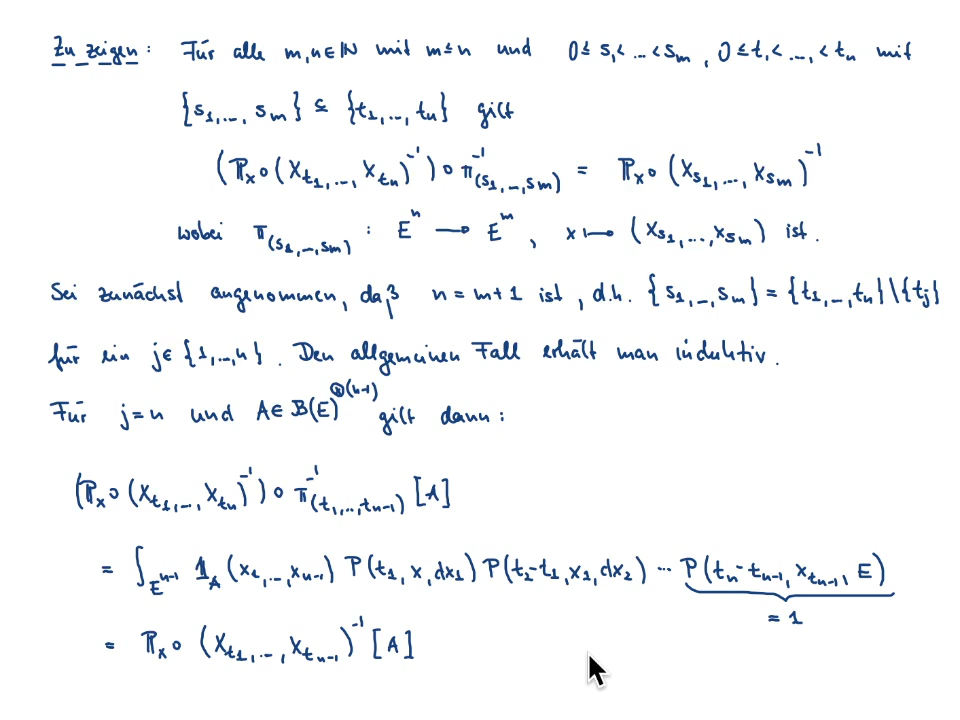 Zu zeigen: Für alle m,n∈ℕ mit m≤n und 0≤s₁<...<sₘ, 0≤t₁<...,<tₙ mit
{s₁,...,sₘ} ⊆ {t₁,...,tₙ} gilt
(ℙₓ∘(X_{t₁},...,X_{tₙ})⁻¹)∘π⁻¹_{(s₁,...,sₘ)} = ℙₓ∘(X_{s₁},...,X_{sₘ})⁻¹
wobei π_{(s₁,...,sₘ)} : Eⁿ → Eᵐ, x ↦ (x_{s₁},...,x_{sₘ}) ist.
Sei zunächst angenommen, daß n=m+1 ist, d.h. {s₁,...,sₘ} = {t₁,...,tₙ}\{tⱼ}
für ein j∈{1,...,n}. Den allgemeinen Fall erhält man induktiv.
Für j=n und A∈B(E)^{⊗(n-1)} gilt dann:
(ℙₓ∘(X_{t₁},...,X_{tₙ})⁻¹)∘π⁻¹_{(t₁,...,tₙ₋₁)}[A]
= ∫_{Eⁿ⁻¹} 𝟙_A(x₁,...,xₙ₋₁) P(t₁,x,dx₁) P(t₂-t₁,x₁,dx₂) ... P(tₙ-tₙ₋₁,x_{tₙ₋₁},E)
= 1
= ℙₓ∘(X_{t₁},...,X_{tₙ₋₁})⁻¹[A]